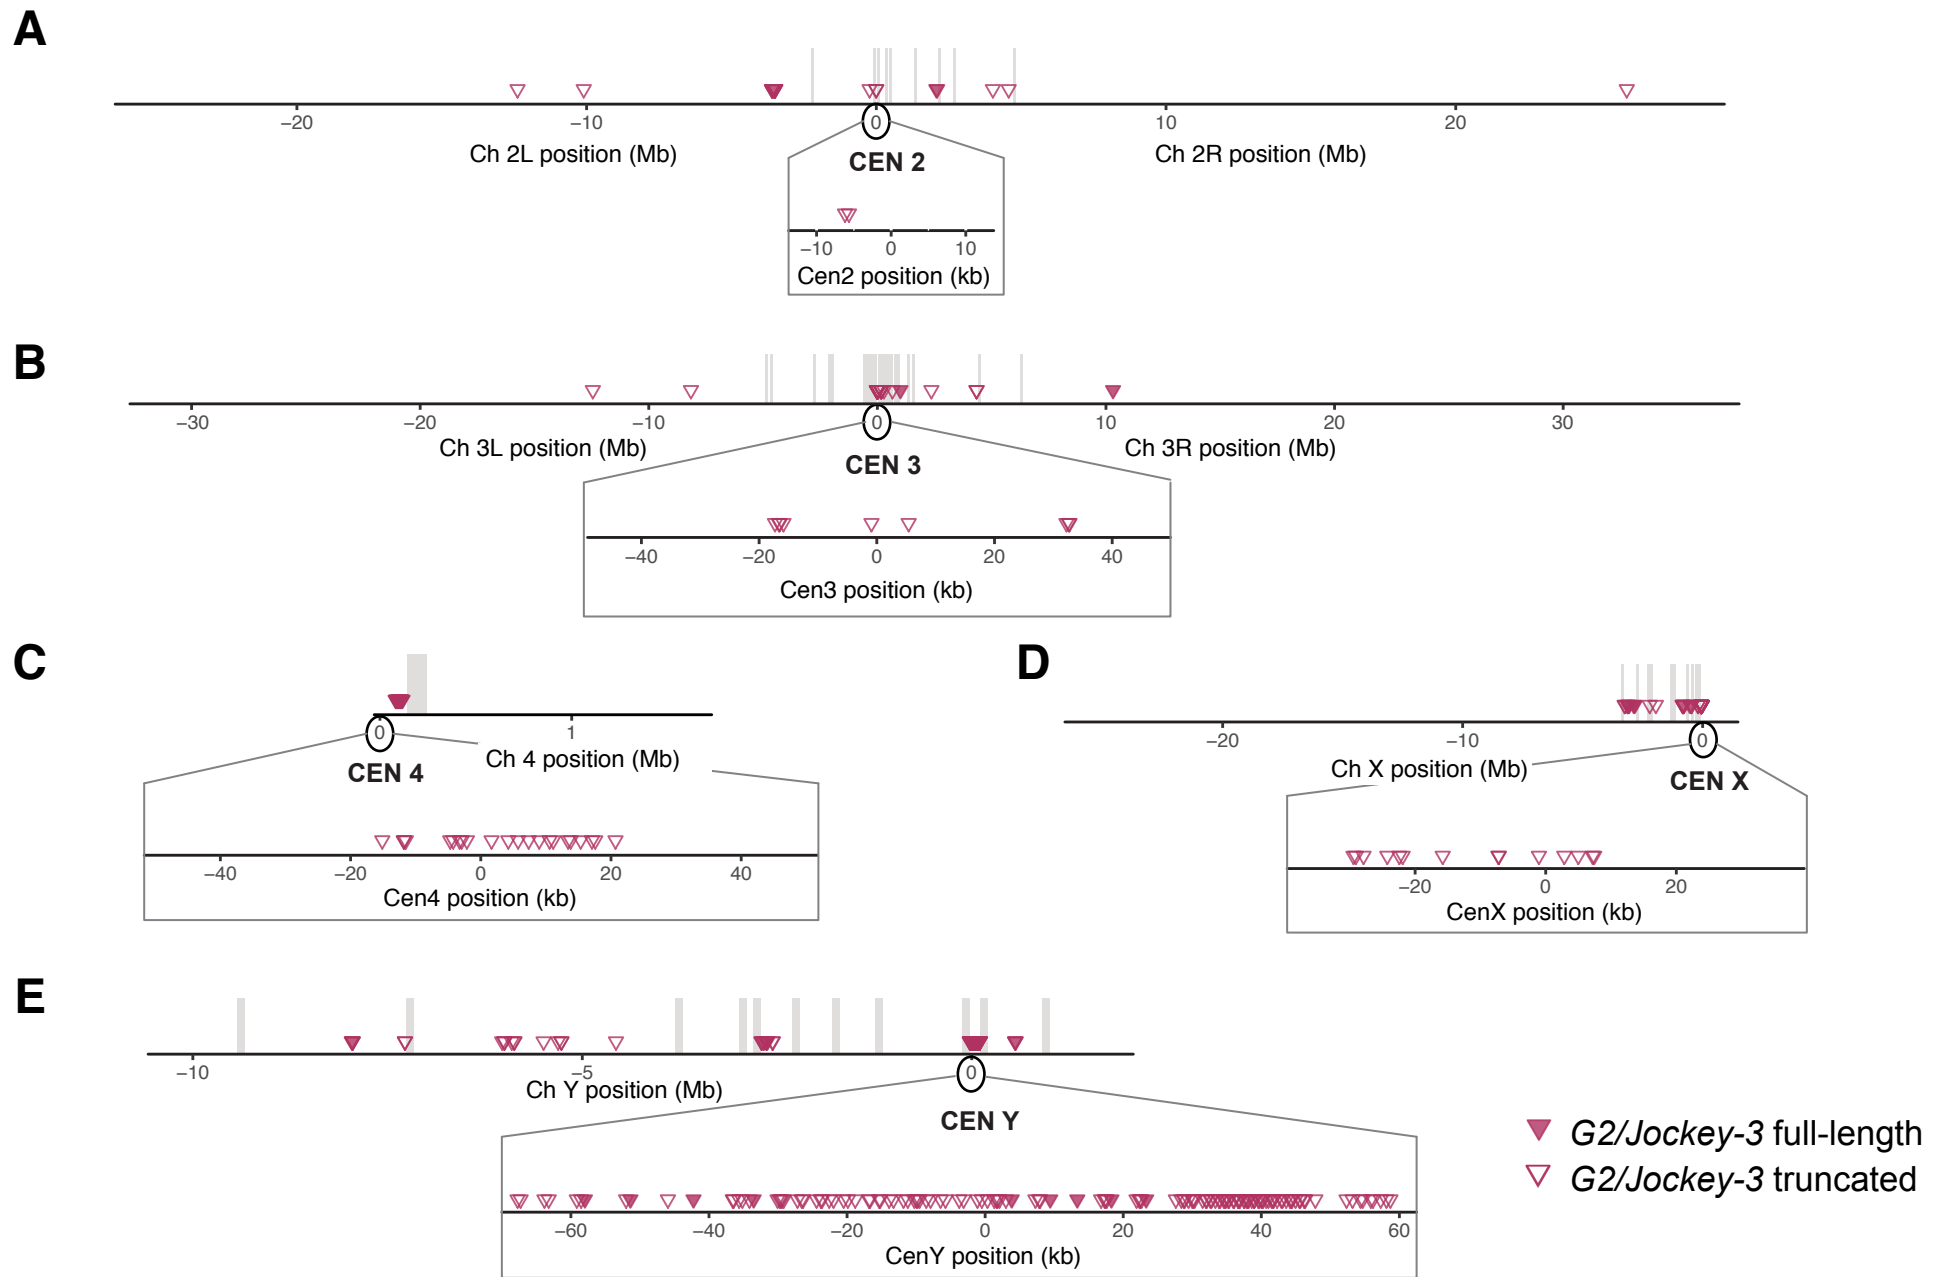 A
−20 −10 0 10 20
Ch 2L position (Mb) Ch 2R position (Mb)
CEN 2
−10 0 10
Cen2 position (kb)
B
−30 −20 −10 0 10 20 30
Ch 3L position (Mb) Ch 3R position (Mb)
CEN 3
−40 −20 0 20 40
Cen3 position (kb)
C
0 1
Ch 4 position (Mb)
CEN 4
−40 −20 0 20 40
Cen4 position (kb)
D
−20 −10 0
Ch X position (Mb)
CEN X
−20 0 20
CenX position (kb)
E
−10 −5 0
Ch Y position (Mb)
CEN Y
−60 −40 −20 0 20 40 60
CenY position (kb)
G2/Jockey-3 full-length
G2/Jockey-3 truncated